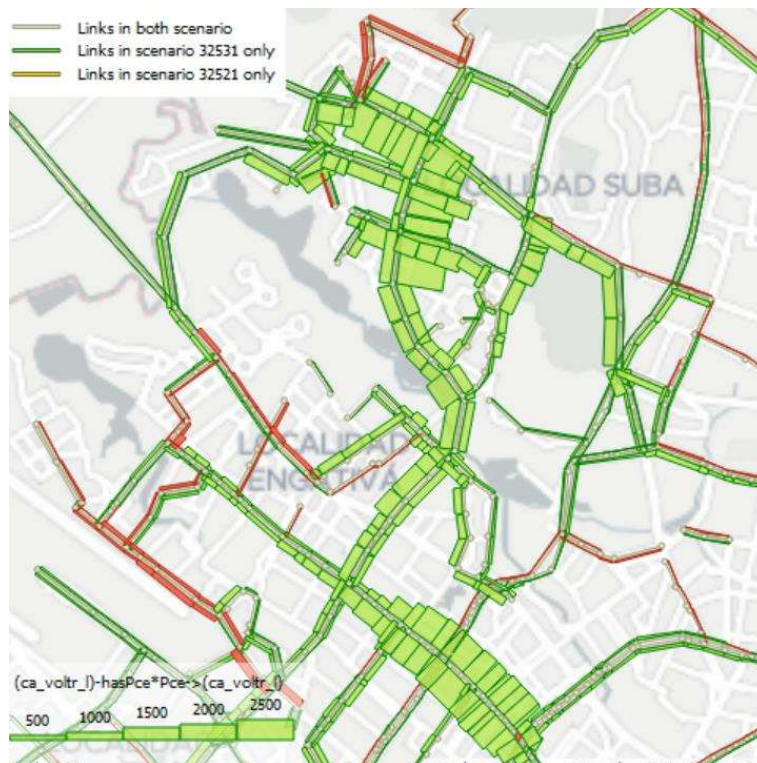 Links in both scenario
Links in scenario 32531 only
Links in scenario 32521 only
CALIDAD SUBA
LOCALIDAD
ENGATIVÁ
(ca_voltr_l)-hasPce*Pce->(ca_voltr_l)
500 1000 1500 2000 2500
LOCALIDAD